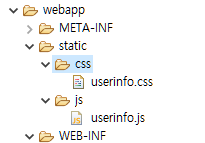 webapp
META-INF
static
css
userinfo.css
js
userinfo.js
WEB-INF